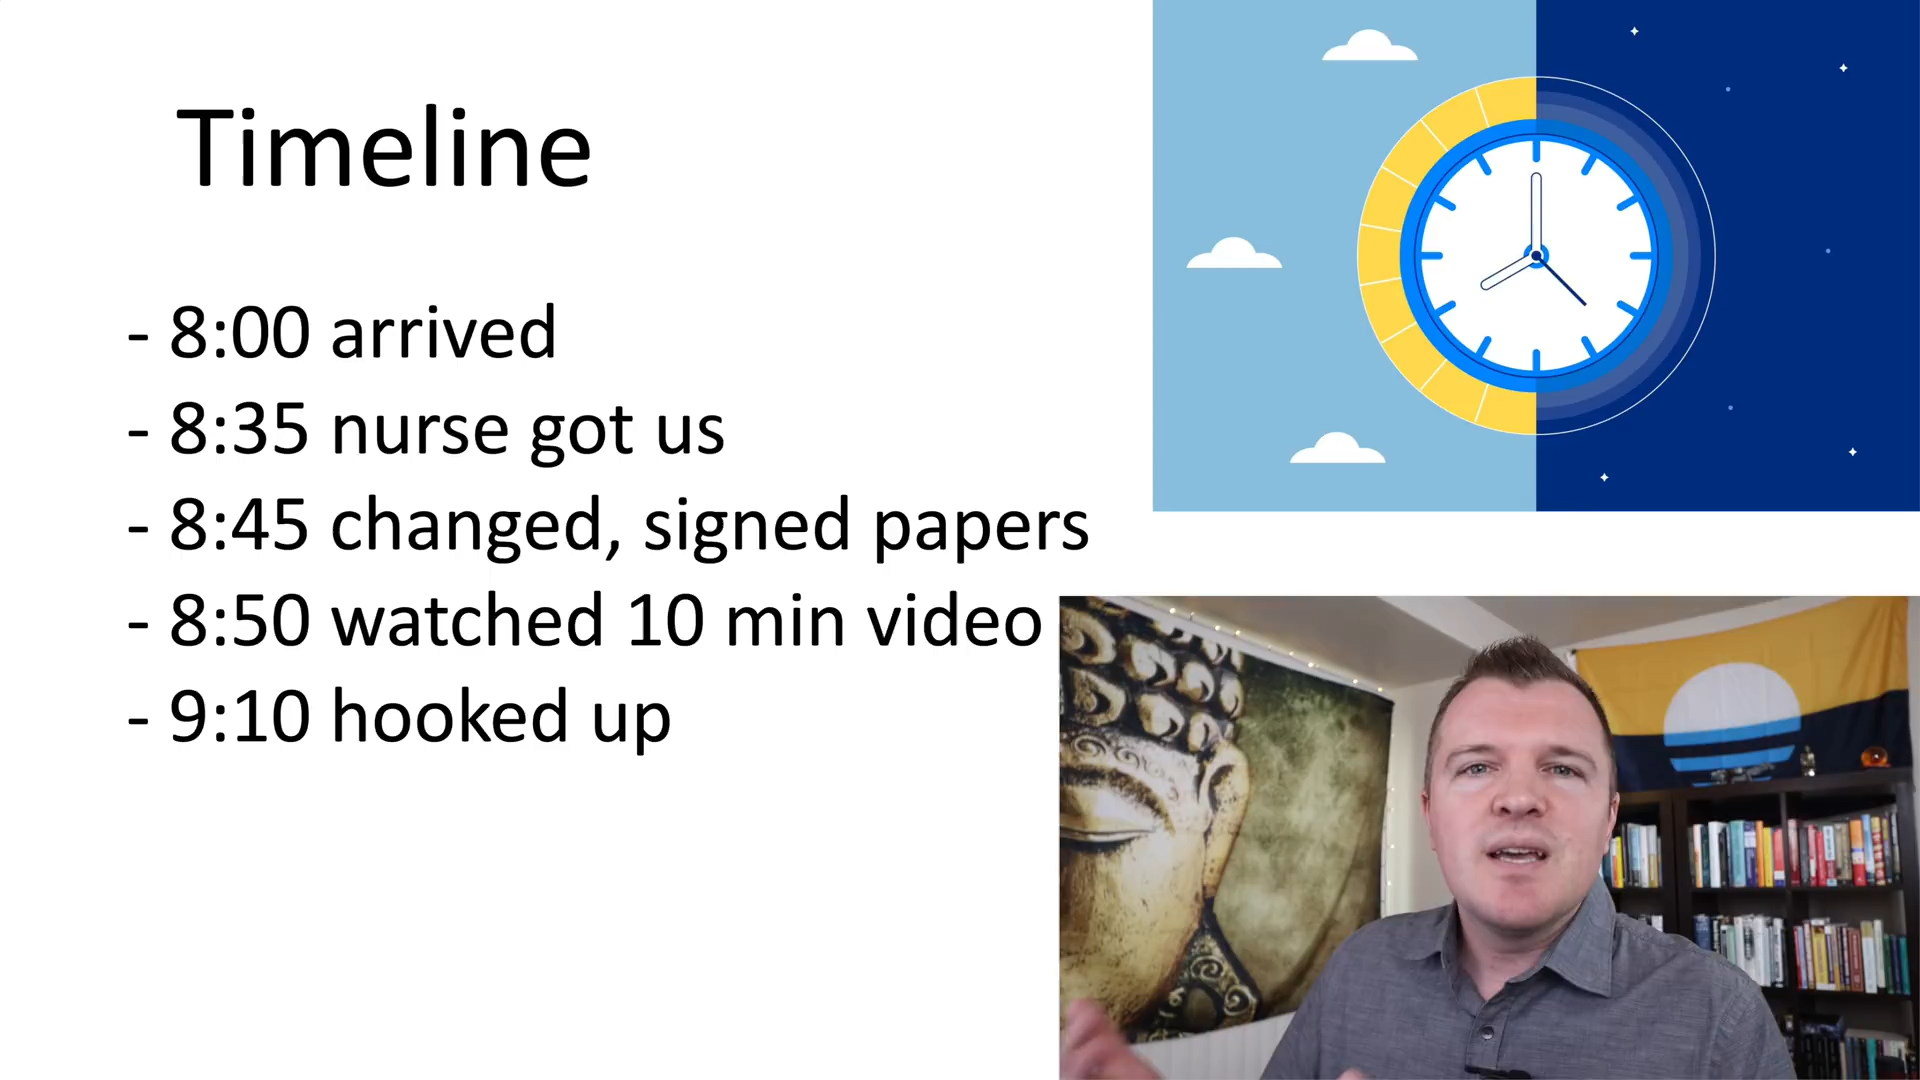 Timeline
- 8:00 arrived
- 8:35 nurse got us
- 8:45 changed, signed papers
- 8:50 watched 10 min video
- 9:10 hooked up